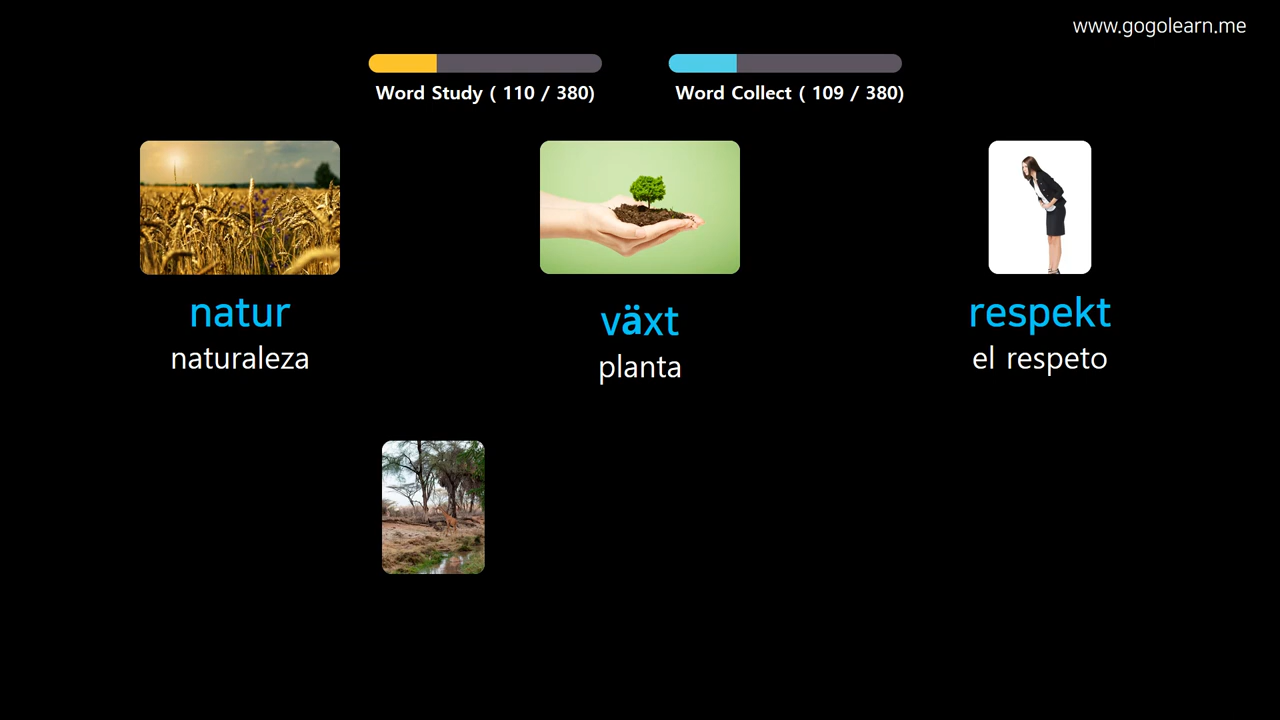 www.gogolearn.me
Word Study ( 110 / 380)
Word Collect ( 109 / 380)
natur
naturaleza
växt
planta
respekt
el respeto